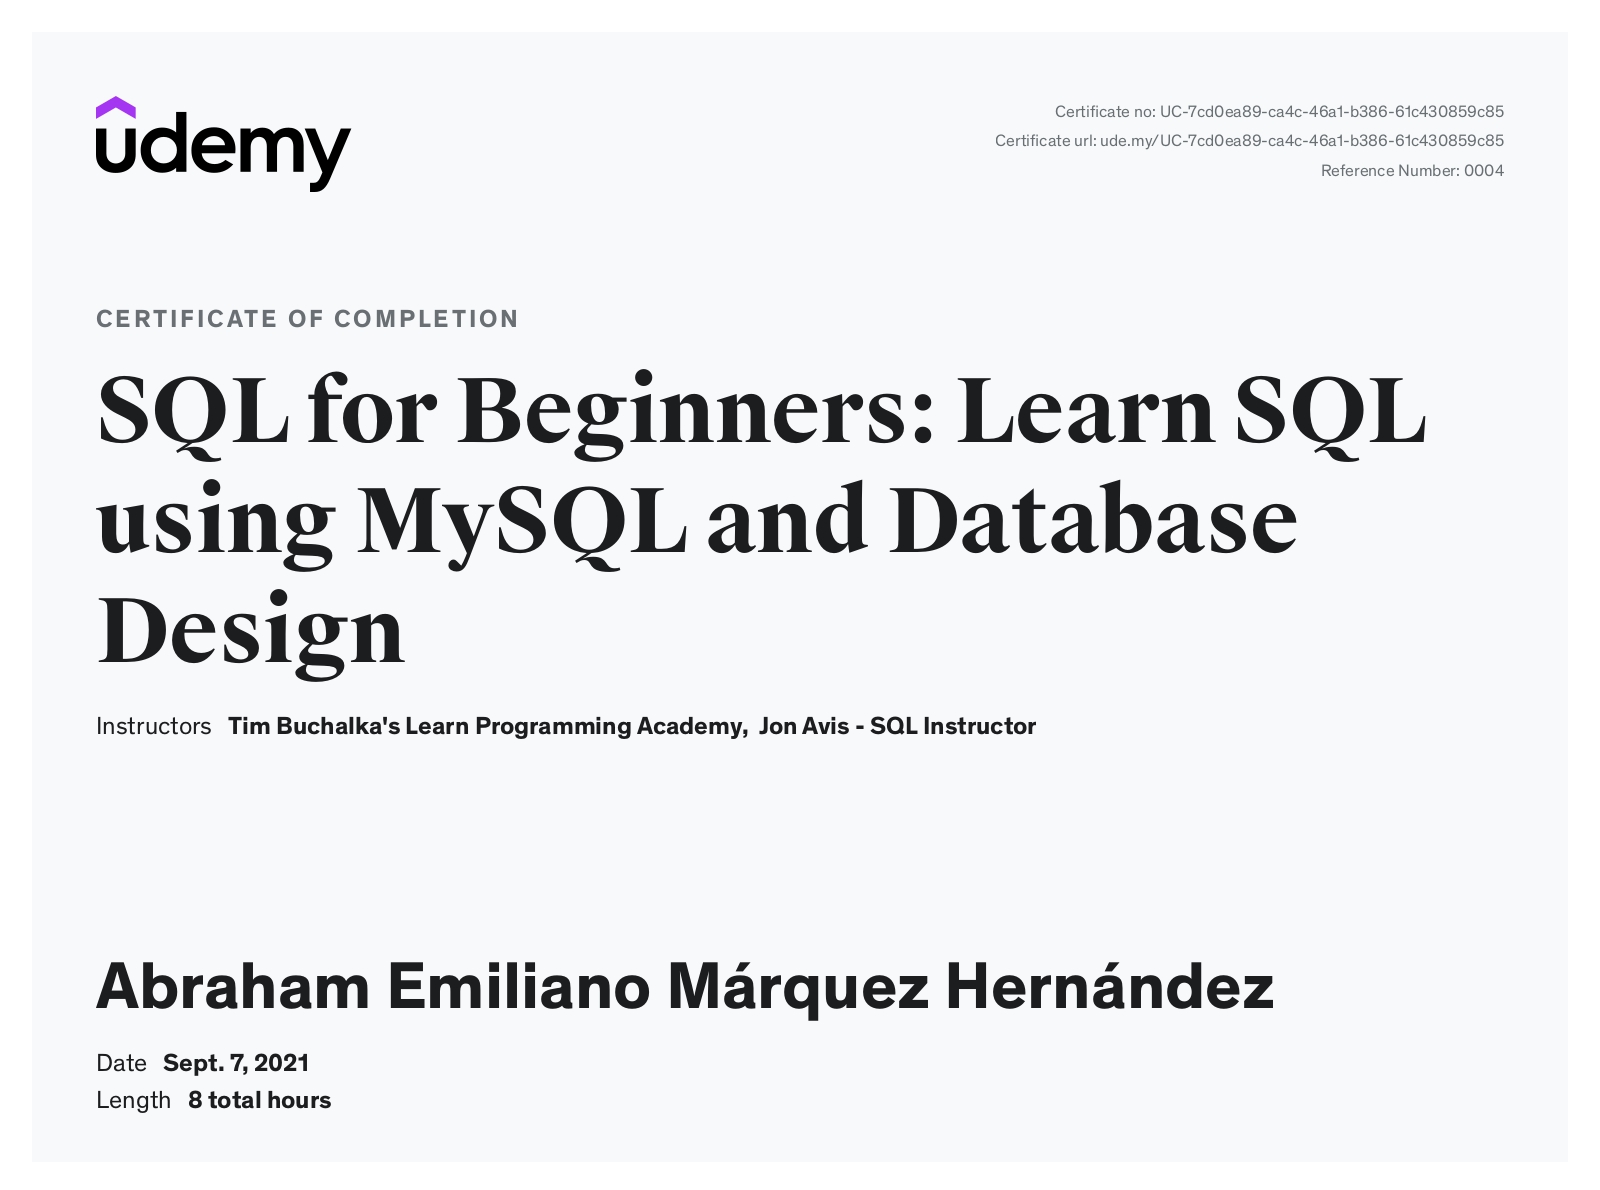 udemy
Certificate no: UC-7cd0ea89-ca4c-46a1-b386-61c430859c85
Certificate url: ude.my/UC-7cd0ea89-ca4c-46a1-b386-61c430859c85
Reference Number: 0004
CERTIFICATE OF COMPLETION
SQL for Beginners: Learn SQL
using MySQL and Database
Design
Instructors Tim Buchalka's Learn Programming Academy, Jon Avis - SQL Instructor
Abraham Emiliano Márquez Hernández
Date Sept. 7, 2021
Length 8 total hours